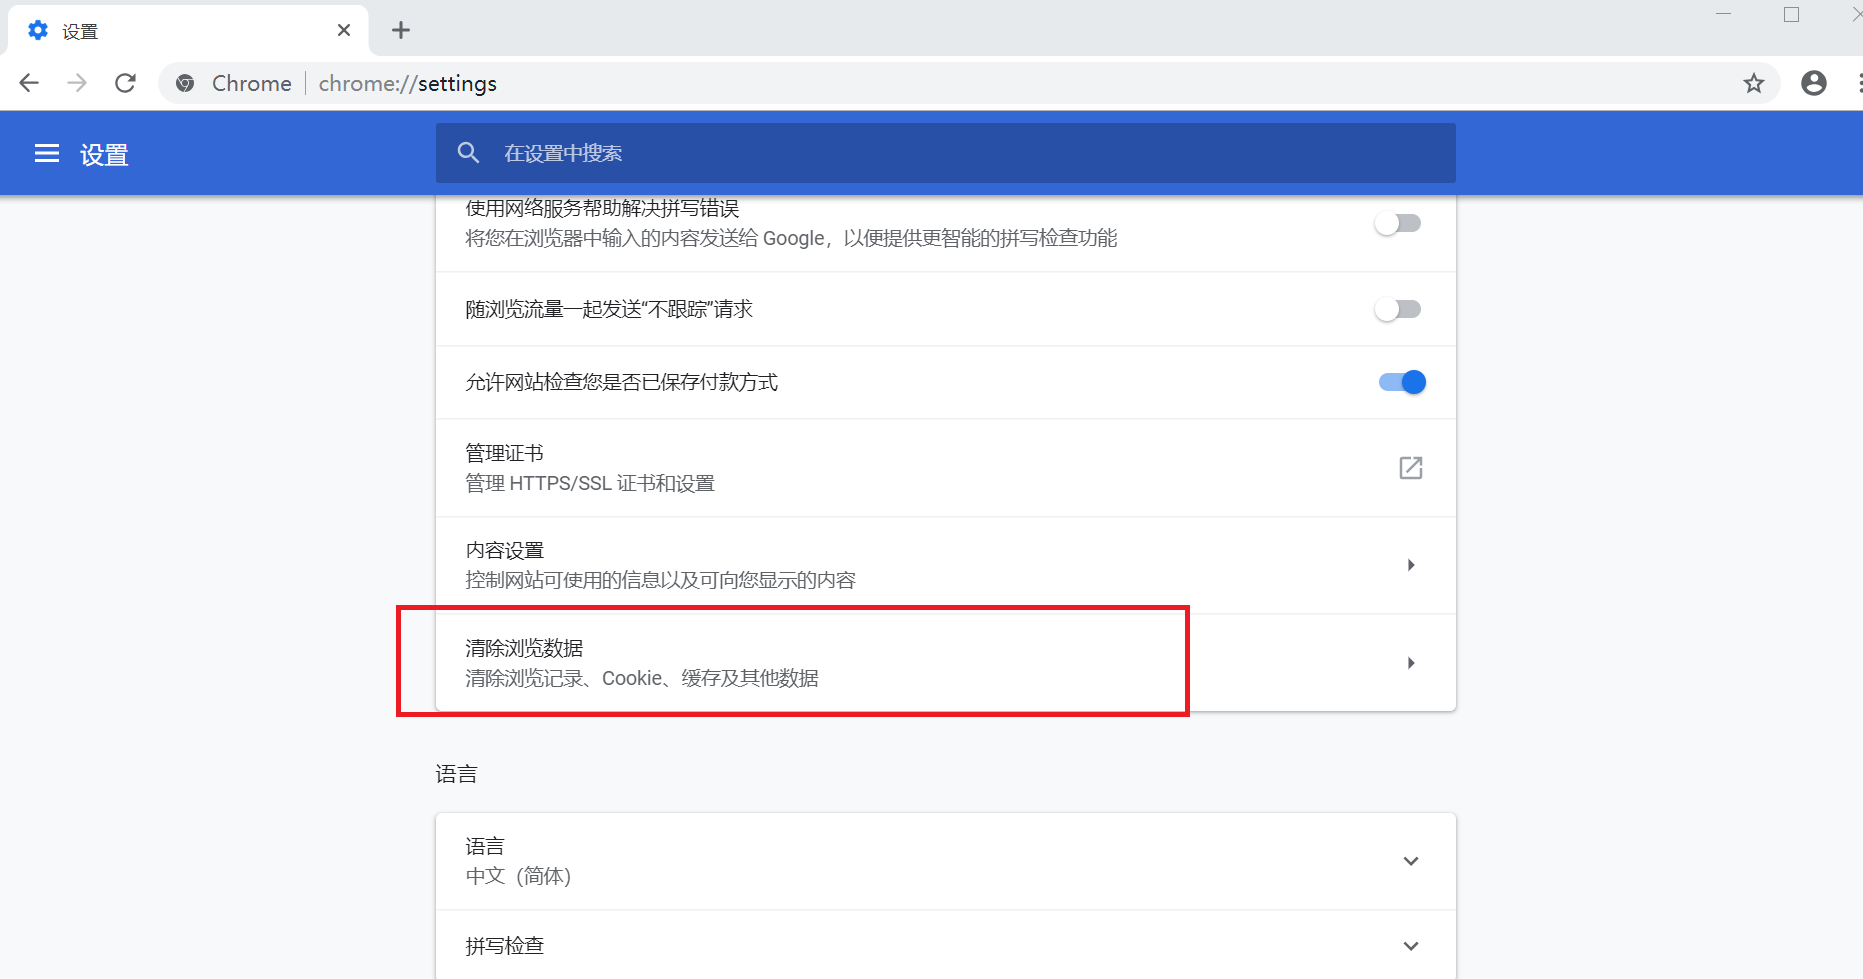 设置
Chrome
chrome://settings
设置
在设置中搜索
使用网络服务帮助解决拼写错误
将您在浏览器中输入的内容发送给 Google，以便提供更智能的拼写检查功能
随浏览流量一起发送“不跟踪”请求
允许网站检查您是否已保存付款方式
管理证书
管理 HTTPS/SSL 证书和设置
内容设置
控制网站可使用的信息以及可向您显示的内容
清除浏览数据
清除浏览记录、Cookie、缓存及其他数据
语言
语言
中文（简体）
拼写检查